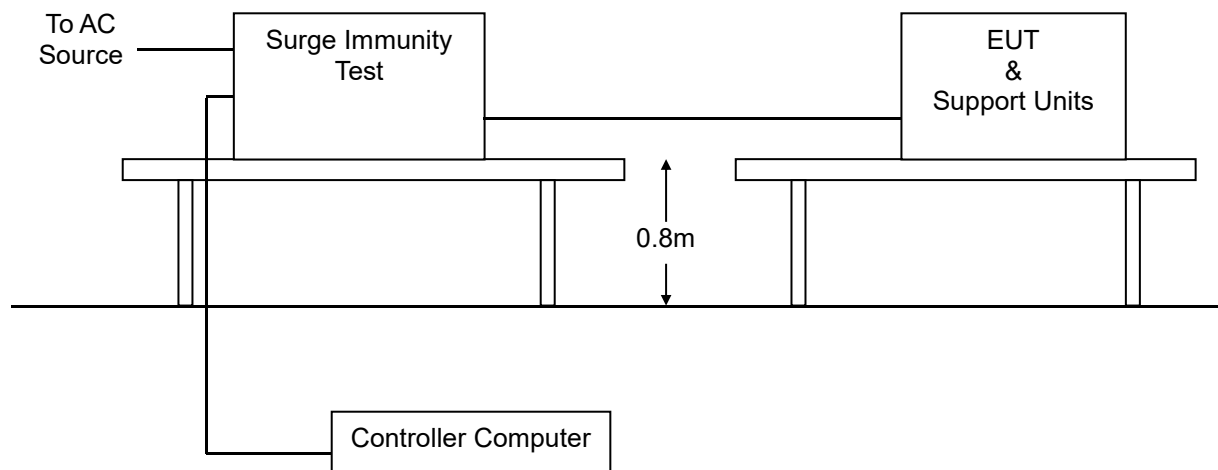 To AC
Source
Surge Immunity
Test
EUT
&
Support Units
0.8m
Controller Computer